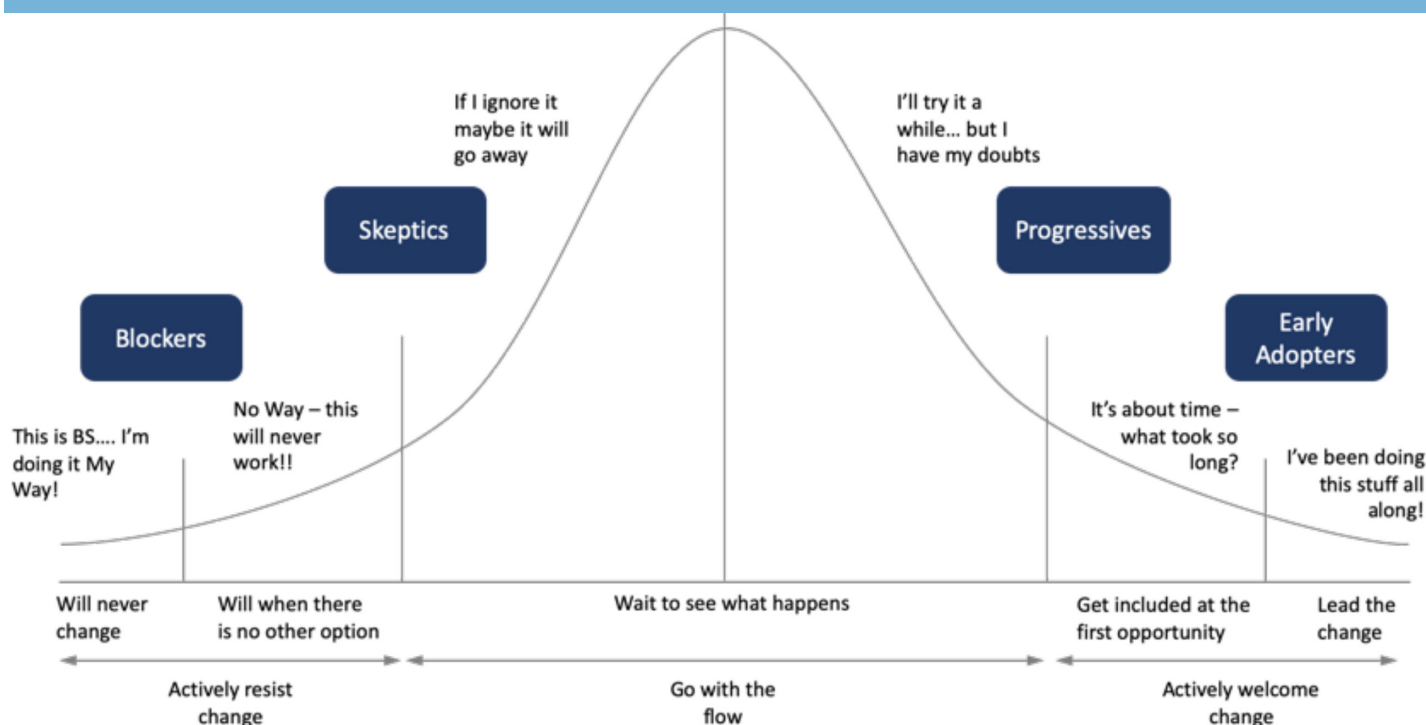 If I ignore it
maybe it will
go away
I'll try it a
while... but I
have my doubts
Skeptics
Progressives
Blockers
Early
Adopters
This is BS.... I'm
doing it My
Way!
No Way – this
will never
work!!
It's about time –
what took so
long?
I've been doing
this stuff all
along!
Will never
change
Will when there
is no other option
Wait to see what happens
Get included at the
first opportunity
Lead the
change
Actively resist
change
Go with the
flow
Actively welcome
change